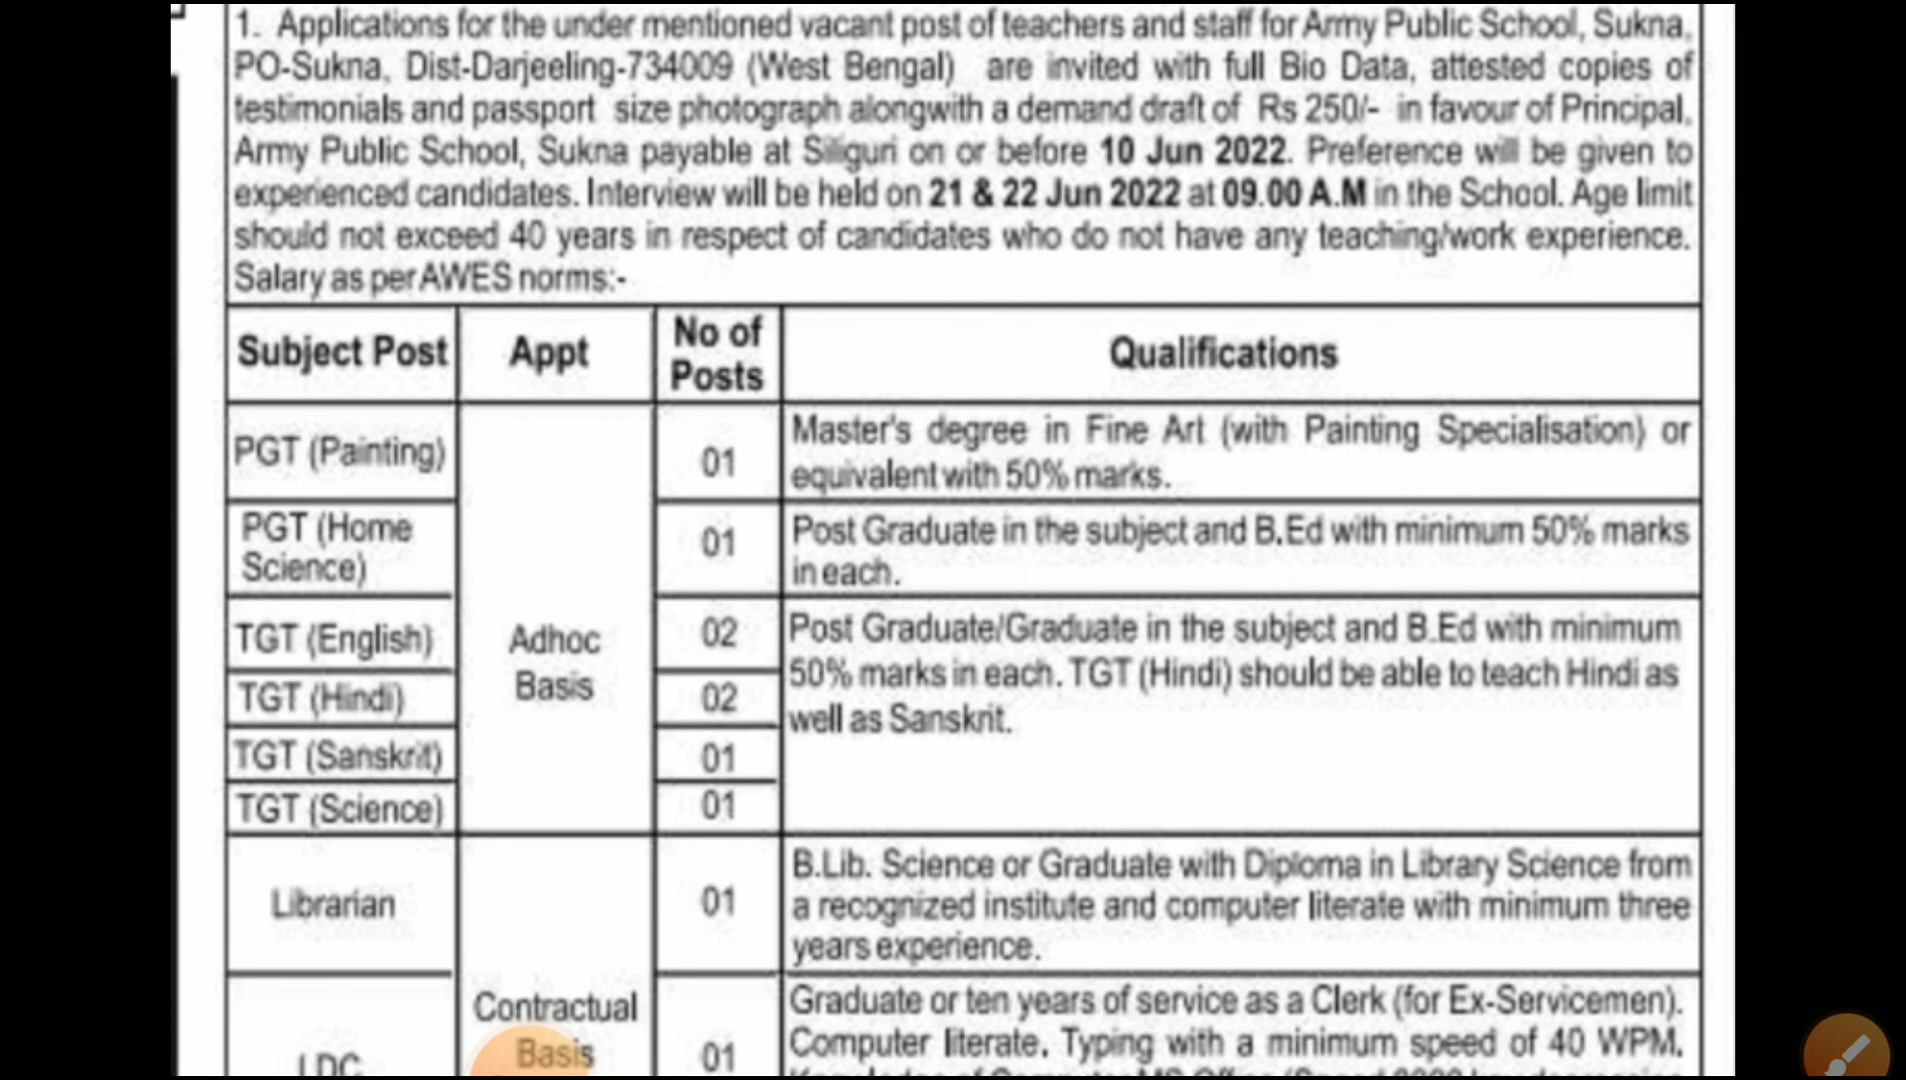 1. Applications for the under mentioned vacant post of teachers and staff for Army Public School, Sukna,
PO-Sukna, Dist-Darjeeling-734009 (West Bengal) are invited with full Bio Data, attested copies of
testimonials and passport size photograph alongwith a demand draft of Rs 250/- in favour of Principal,
Army Public School, Sukna payable at Siliguri on or before 10 Jun 2022. Preference will be given to
experienced candidates. Interview will be held on 21 & 22 Jun 2022 at 09.00 A.M in the School. Age limit
should not exceed 40 years in respect of candidates who do not have any teaching/work experience.
Salary as per AWES norms:-
Subject Post
Appt
No of
Posts
Qualifications
PGT (Painting)
01
Master's degree in Fine Art (with Painting Specialisation) or
equivalent with 50% marks.
PGT (Home
Science)
01
Post Graduate in the subject and B.Ed with minimum 50% marks
in each.
TGT (English)
Adhoc
Basis
02
Post Graduate/Graduate in the subject and B.Ed with minimum
50% marks in each. TGT (Hindi) should be able to teach Hindi as
well as Sanskrit.
TGT (Hindi)
02
TGT (Sanskrit)
01
TGT (Science)
01
Librarian
01
B.Lib. Science or Graduate with Diploma in Library Science from
a recognized institute and computer literate with minimum three
years experience.
LDC
Contractual
Basis
01
Graduate or ten years of service as a Clerk (for Ex-Servicemen).
Computer literate. Typing with a minimum speed of 40 WPM.